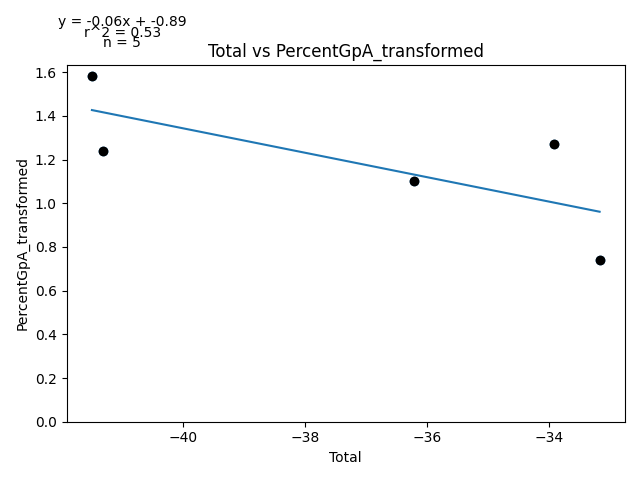 y = -0.06x + -0.89
r^2 = 0.53
n = 5
Total vs PercentGpA_transformed
1.6
1.4
1.2
1.0
0.8
0.6
0.4
0.2
0.0
PercentGpA_transformed
−40
−38
−36
−34
Total